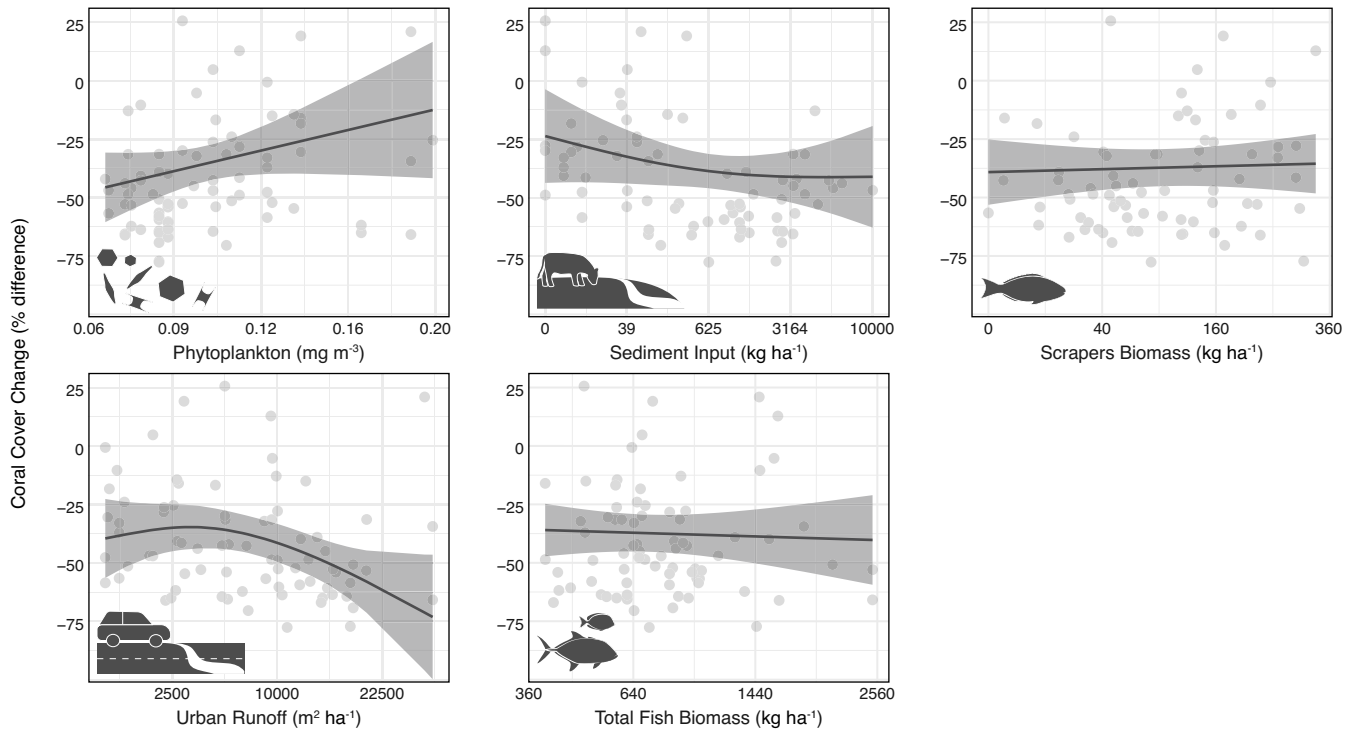 Coral Cover Change (% difference)
25
0
−25
−50
−75
0.06 0.09 0.12 0.16 0.20
Phytoplankton (mg m-3)
25
0
−25
−50
−75
0 39 625 3164 10000
Sediment Input (kg ha-1)
25
0
−25
−50
−75
0 40 160 360
Scrapers Biomass (kg ha-1)
25
0
−25
−50
−75
25500 10000 22500
Urban Runoff (m2 ha-1)
25
0
−25
−50
−75
360 640 1440 2560
Total Fish Biomass (kg ha-1)